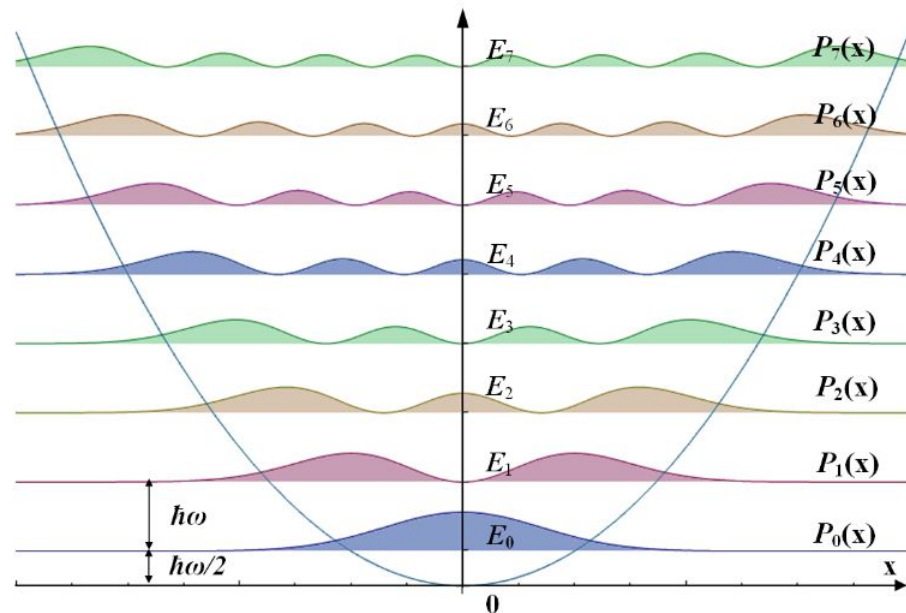 E₇ P₇(x)
E₆ P₆(x)
E₅ P₅(x)
E₄ P₄(x)
E₃ P₃(x)
E₂ P₂(x)
E₁ P₁(x)
ħω
E₀ P₀(x)
ħω/2
x
0